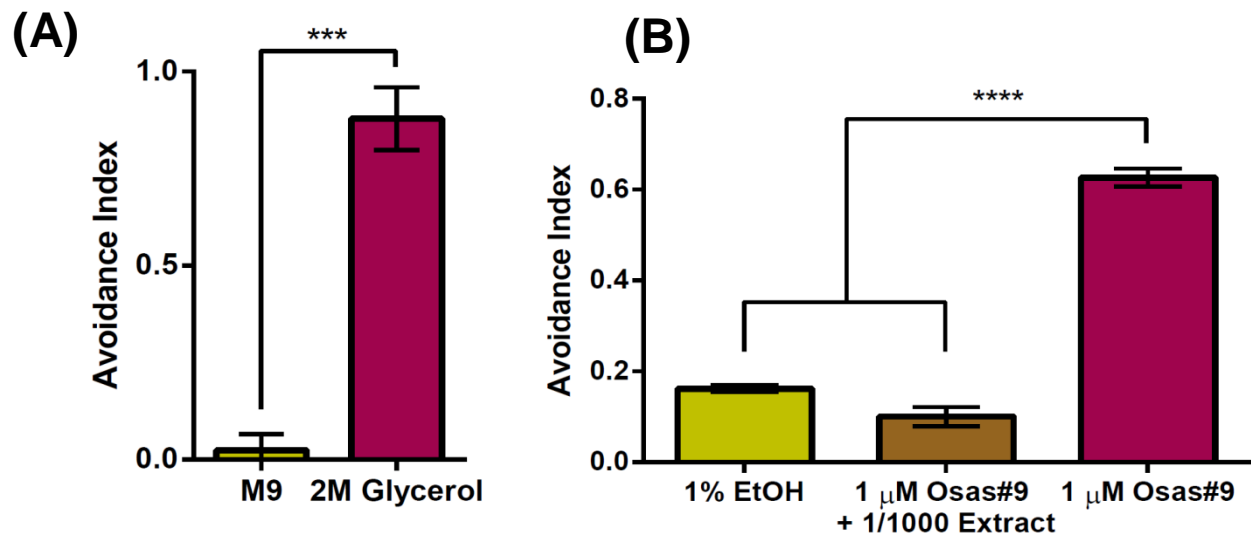 (A)
***
Avoidance Index
1.0
0.5
0.0
M9
2M Glycerol
(B)
****
Avoidance Index
0.8
0.6
0.4
0.2
0.0
1% EtOH
1 μM Osas#9
+ 1/1000 Extract
1 μM Osas#9